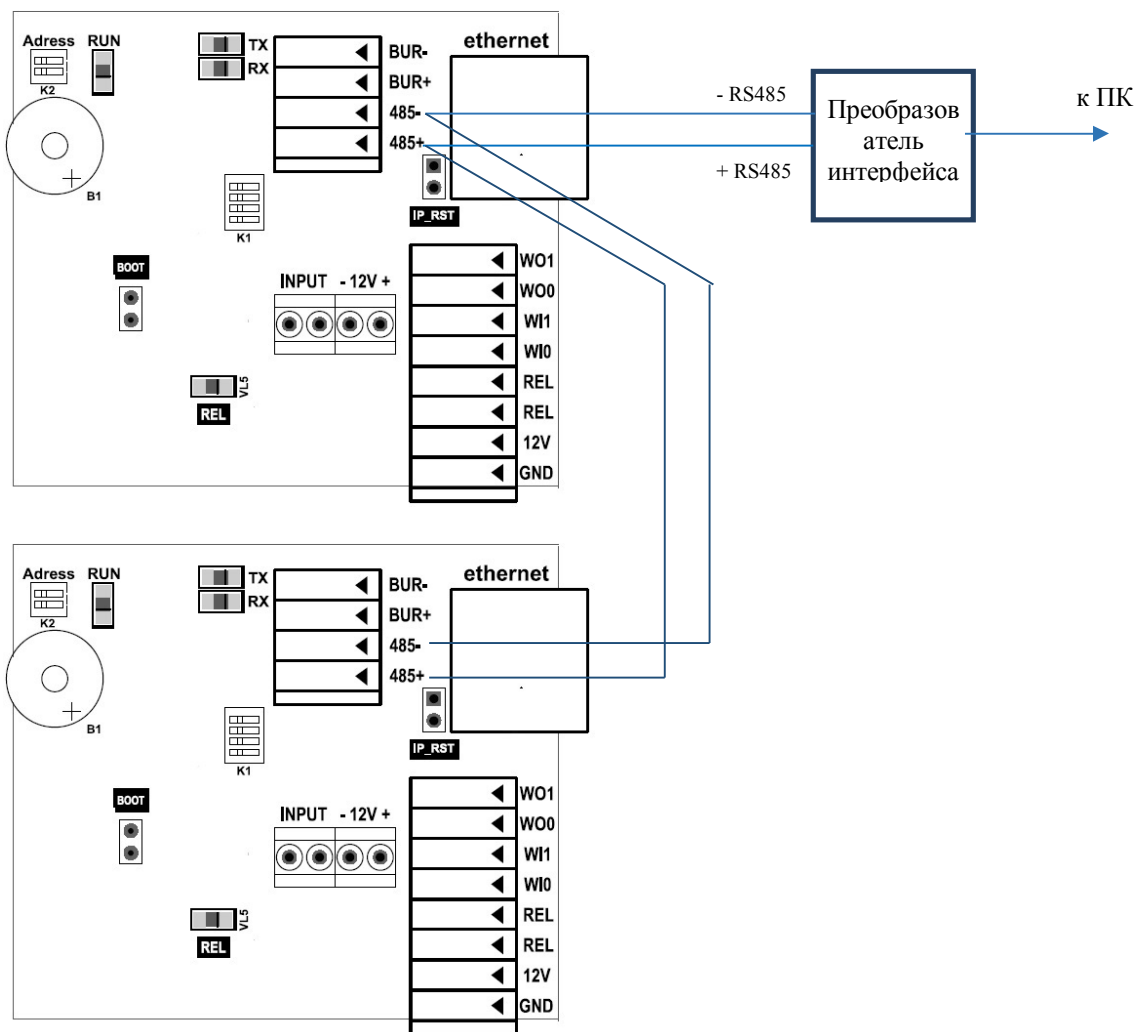 Adress RUN
TX
RX
K2
B1
K1
BUR-
BUR+
485-
485+
ethernet
IP_RST
- RS485
+ RS485
Преобразов
атель
интерфейса
к ПК
BOOT
INPUT - 12V +
VL5
REL
WO1
WO0
WI1
WI0
REL
REL
12V
GND
Adress RUN
TX
RX
K2
B1
K1
BUR-
BUR+
485-
485+
ethernet
IP_RST
BOOT
INPUT - 12V +
VL5
REL
WO1
WO0
WI1
WI0
REL
REL
12V
GND